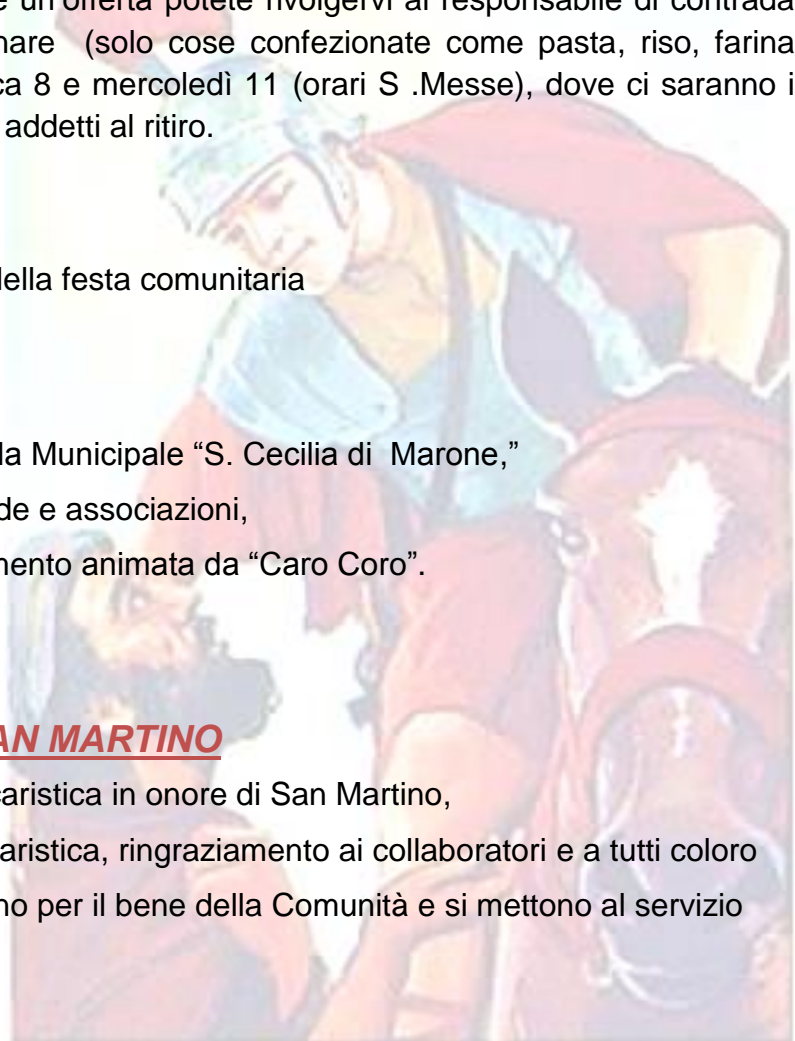 e un'offerta potete rivolgervi al responsabile di contrada
nare (solo cose confezionate come pasta, riso, farina
ca 8 e mercoledì 11 (orari S .Messe), dove ci saranno i
addetti al ritiro.
della festa comunitaria
da Municipale “S. Cecilia di Marone,”
de e associazioni,
mento animata da “Caro Coro”.
AN MARTINO
caristica in onore di San Martino,
aristica, ringraziamento ai collaboratori e a tutti coloro
no per il bene della Comunità e si mettono al servizio